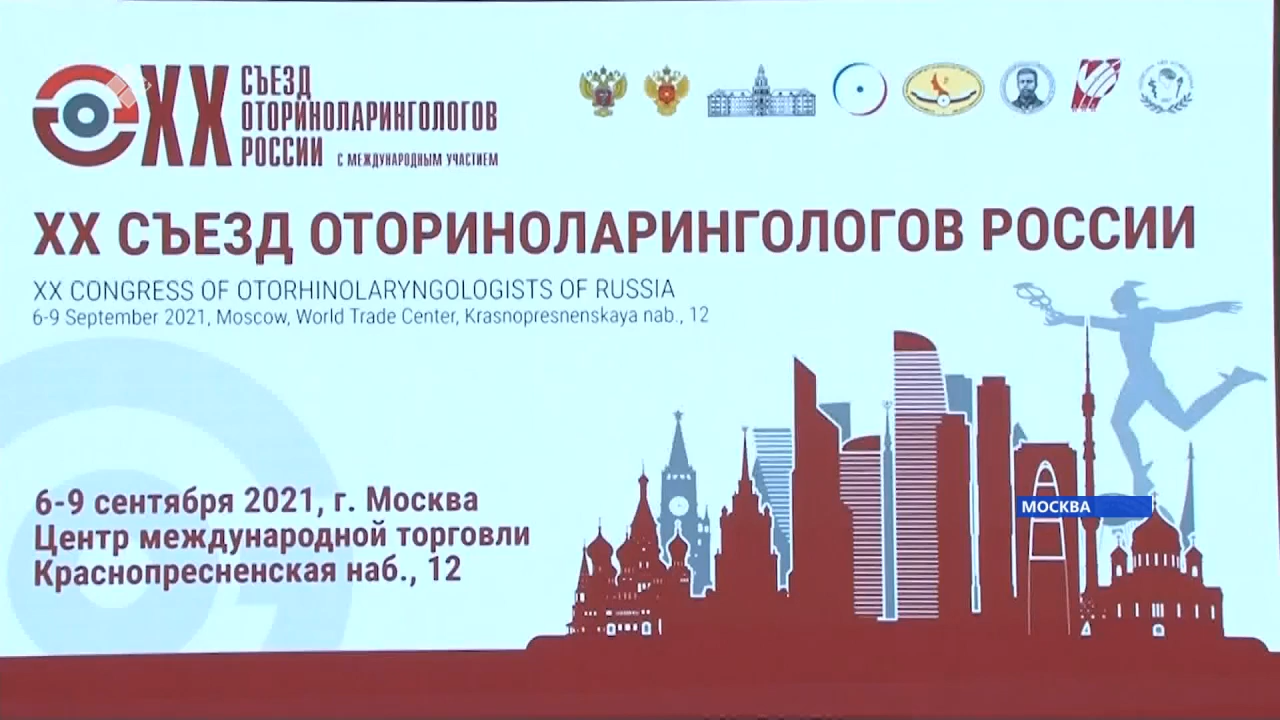 XX СЪЕЗД
ОТОРИНОЛАРИНГОЛОГОВ
РОССИИ С МЕЖДУНАРОДНЫМ УЧАСТИЕМ
XX СЪЕЗД ОТОРИНОЛАРИНГОЛОГОВ РОССИИ
XX CONGRESS OF OTORHINOLARYNGOLOGISTS OF RUSSIA
6-9 September 2021, Moscow, World Trade Center, Krasnopresnenskaya nab., 12
6-9 сентября 2021, г. Москва
Центр международной торговли
Краснопресненская наб., 12
МОСКВА